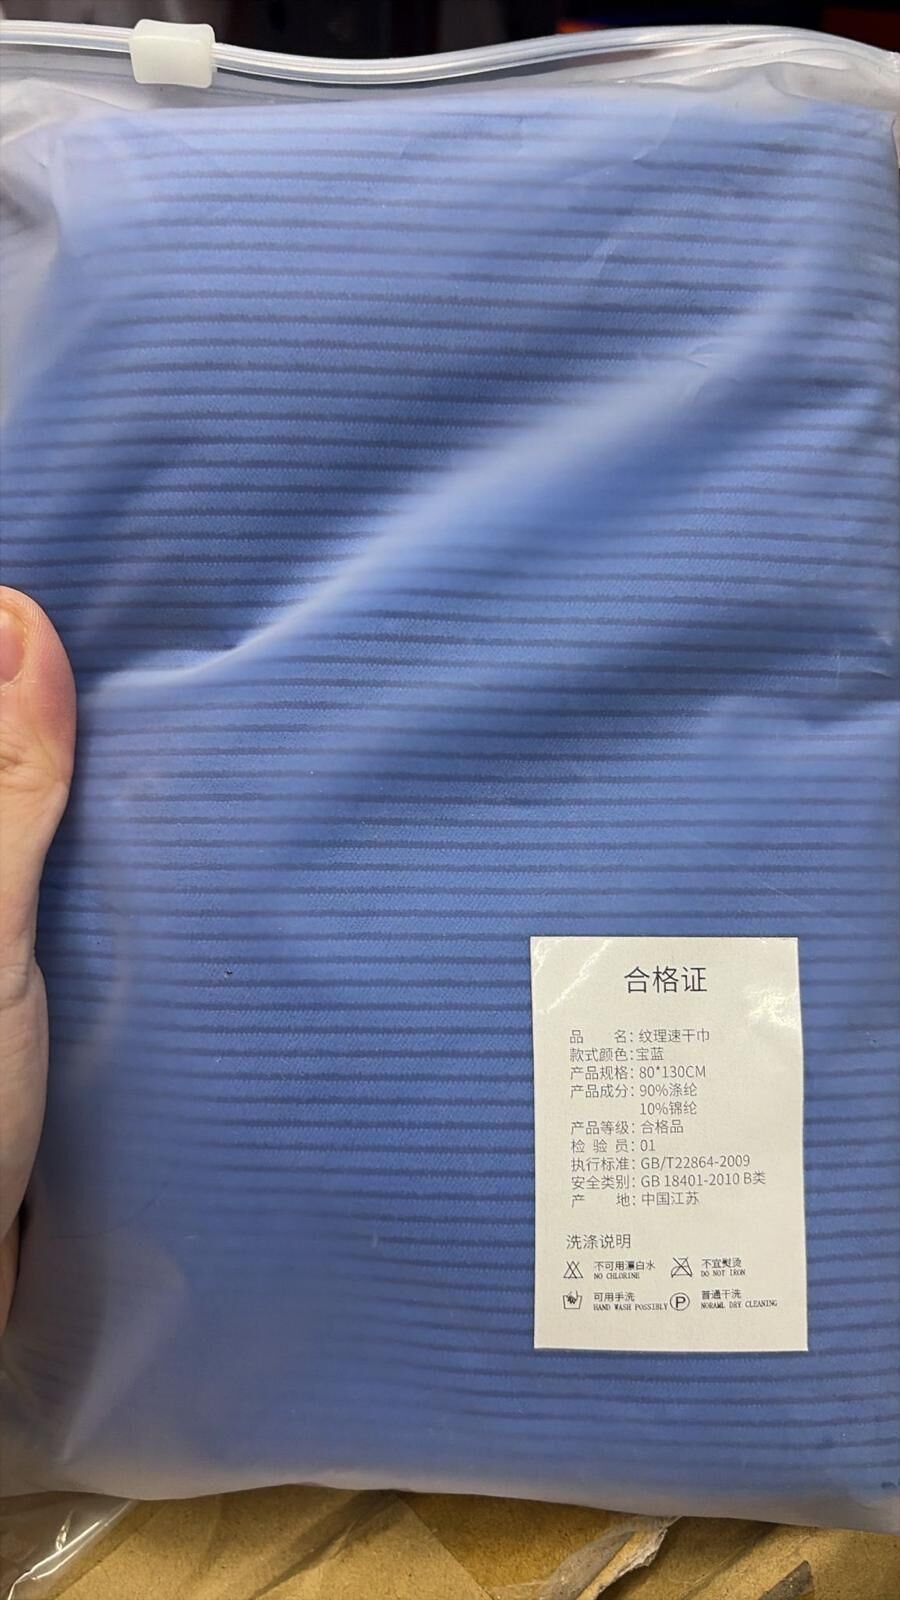 合格证
品 名：纹理速干巾
款式颜色：宝蓝
产品规格：80*130CM
产品成分：90%涤纶
10%锦纶
产品等级：合格品
检 验 员：01
执行标准：GB/T22864-2009
安全类别：GB 18401-2010 B类
产 地：中国江苏
洗涤说明
不可用漂白水 不宜熨烫
NO CHLORINE DO NOT IRON
可用手洗 普通干洗
HAND WASH POSSIBLY P NORAML DRY CLEANING